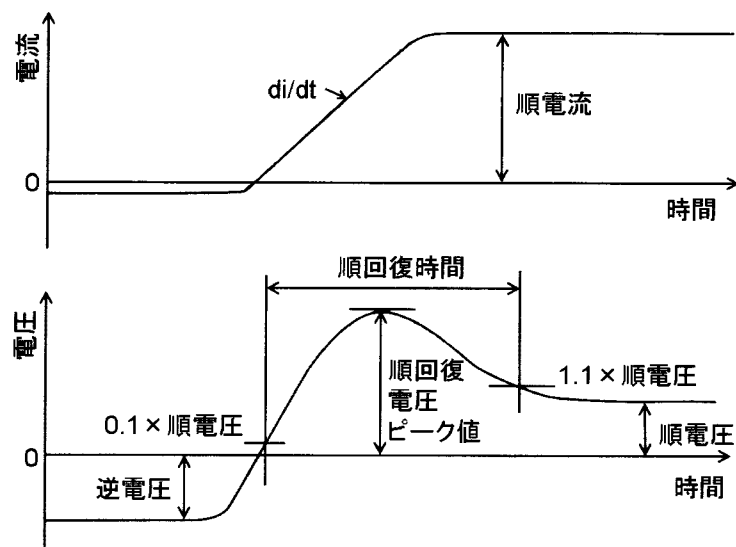 電流
di/dt
順電流
0
時間
順回復時間
電圧
0.1×順電圧
順回復
電圧
ピーク値
1.1×順電圧
順電圧
0
逆電圧
時間